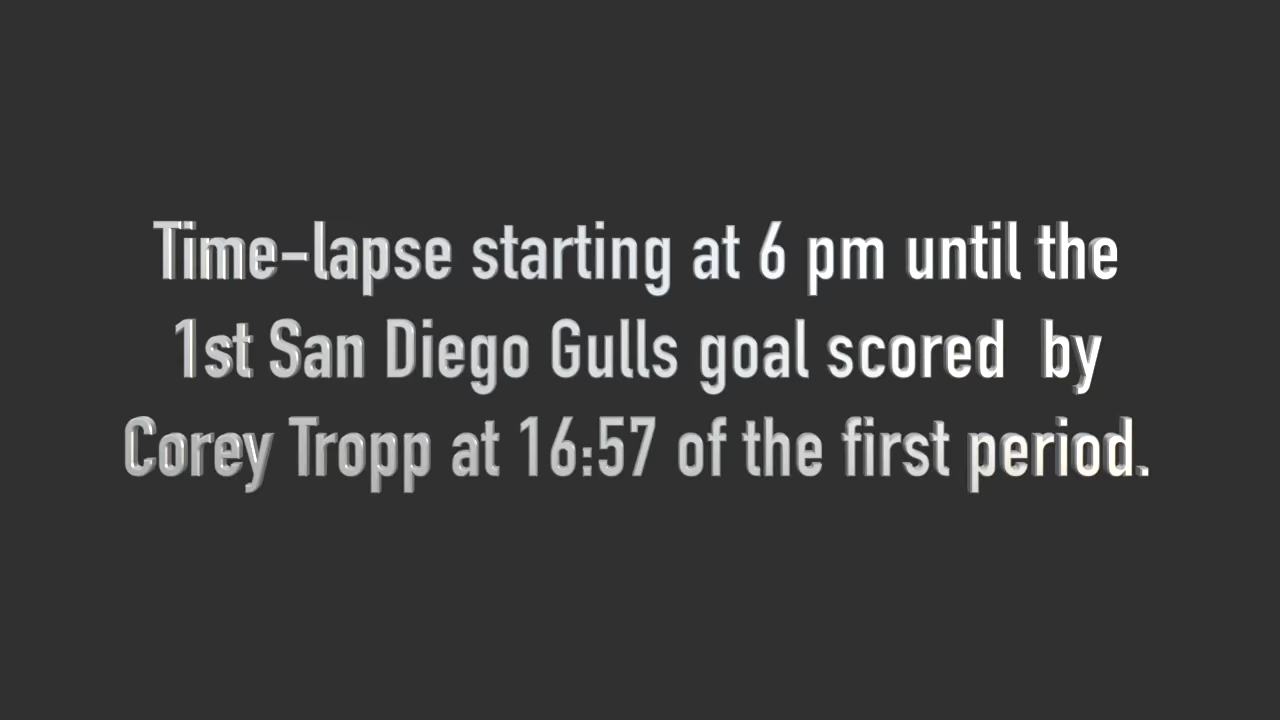 Time-lapse starting at 6 pm until the
1st San Diego Gulls goal scored  by
Corey Tropp at 16:57 of the first period.